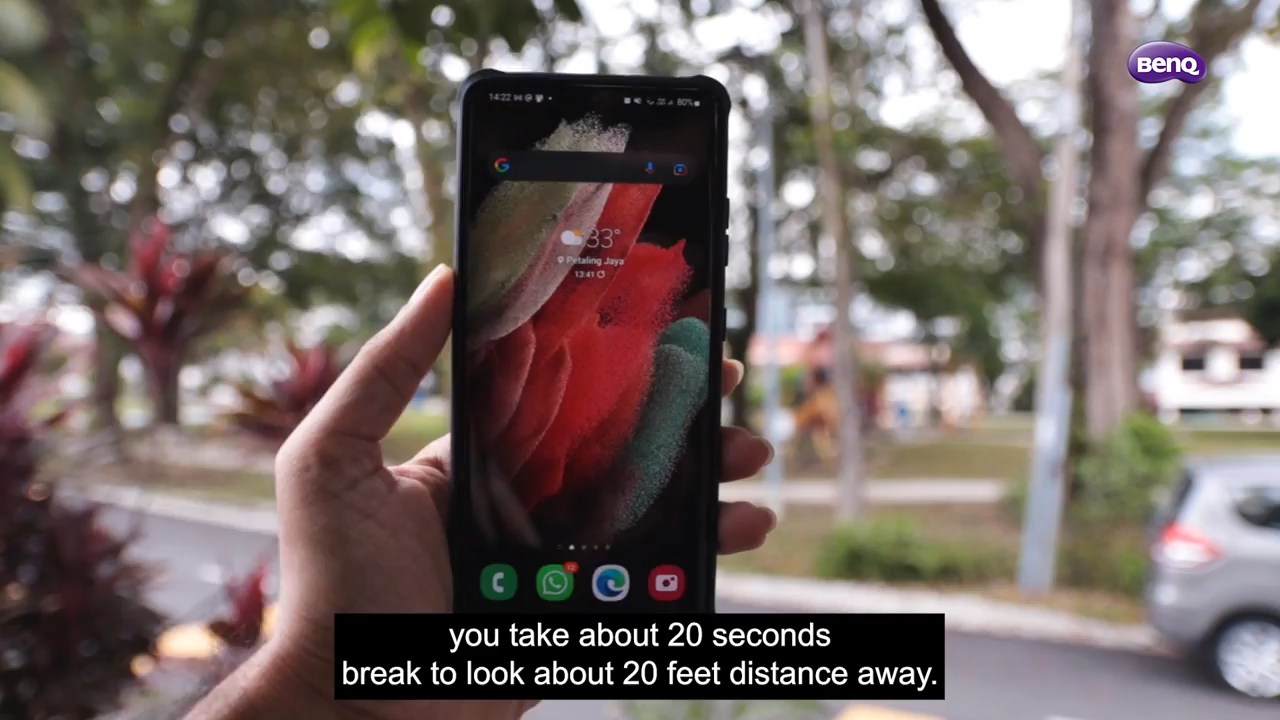 BenQ
14:22
80%
33°
Petaling Jaya
13:41
12
you take about 20 seconds
break to look about 20 feet distance away.